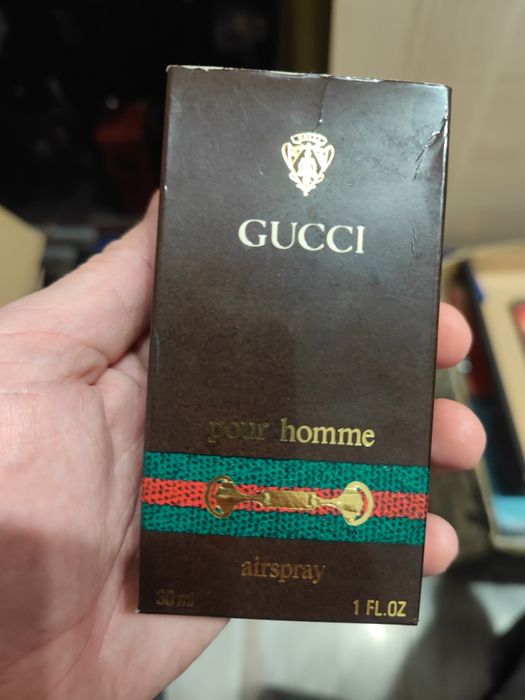 GUCCI
pour homme
airspray
30 ml 1 FL.OZ